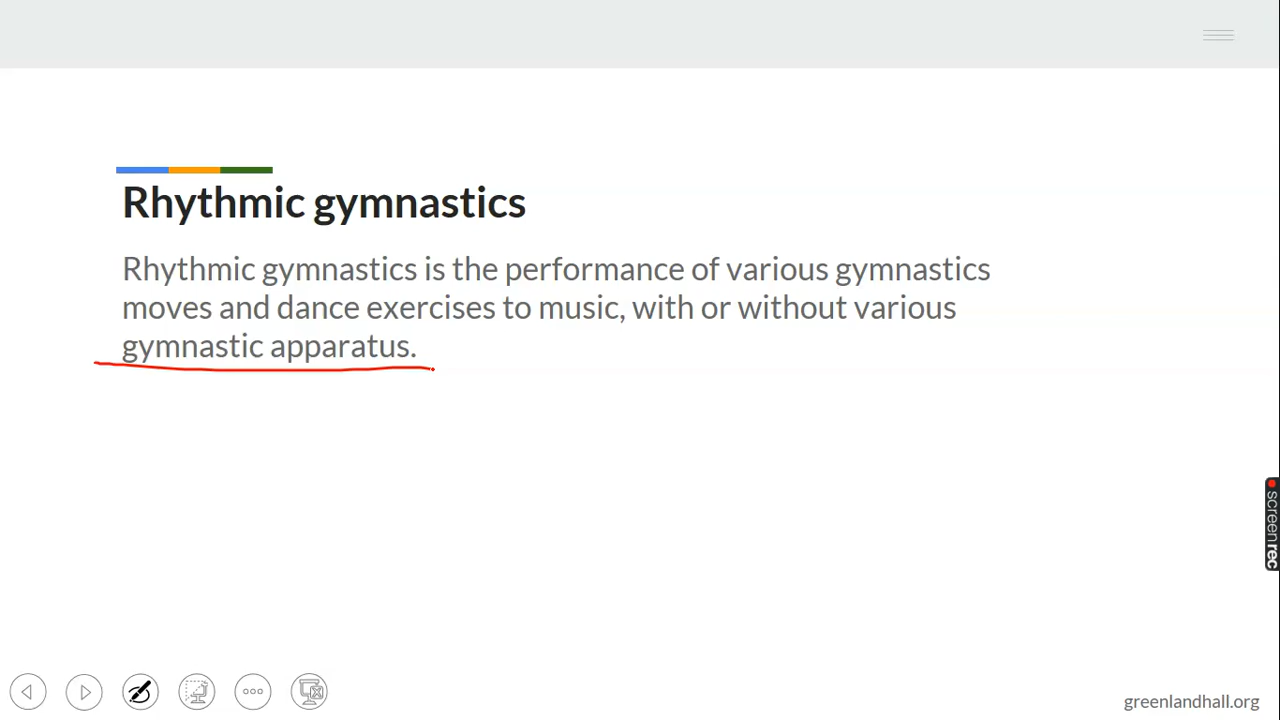 Rhythmic gymnastics
Rhythmic gymnastics is the performance of various gymnastics
moves and dance exercises to music, with or without various
gymnastic apparatus.
screenrec
greenlandhall.org